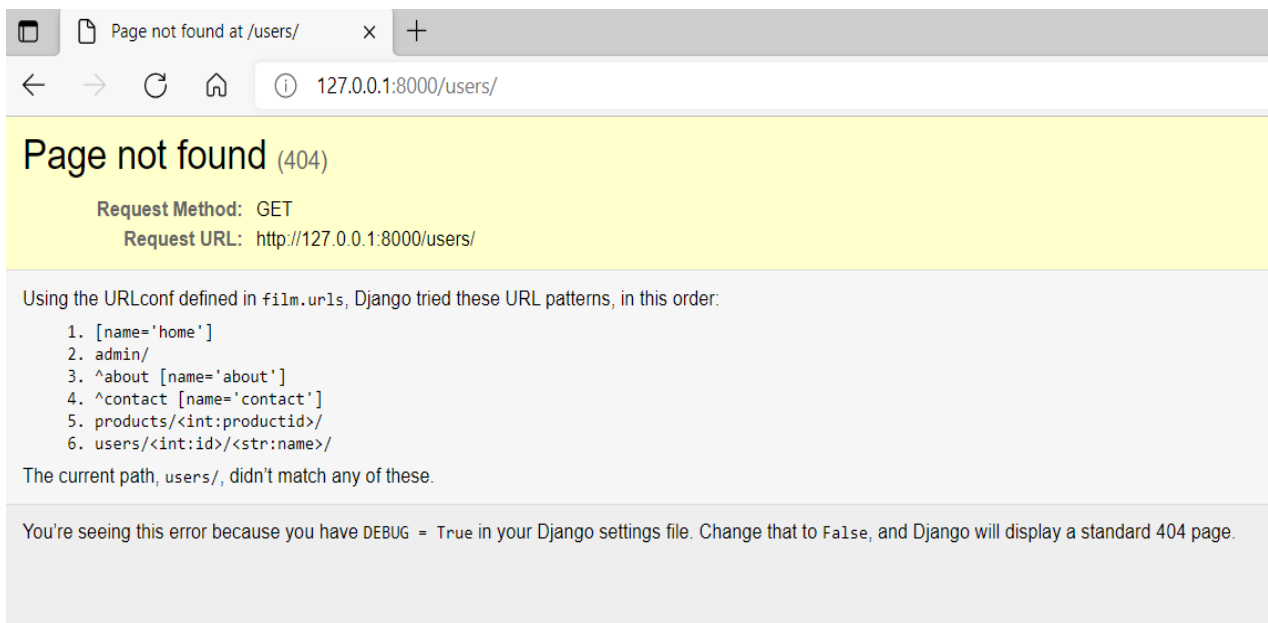 Page not found at /users/
127.0.0.1:8000/users/
Page not found (404)
Request Method: GET
Request URL: http://127.0.0.1:8000/users/
Using the URLconf defined in film.urls, Django tried these URL patterns, in this order:
1. [name='home']
2. admin/
3. ^about [name='about']
4. ^contact [name='contact']
5. products/<int:productid>/
6. users/<int:id>/<str:name>/
The current path, users/, didn’t match any of these.
You’re seeing this error because you have DEBUG = True in your Django settings file. Change that to False, and Django will display a standard 404 page.